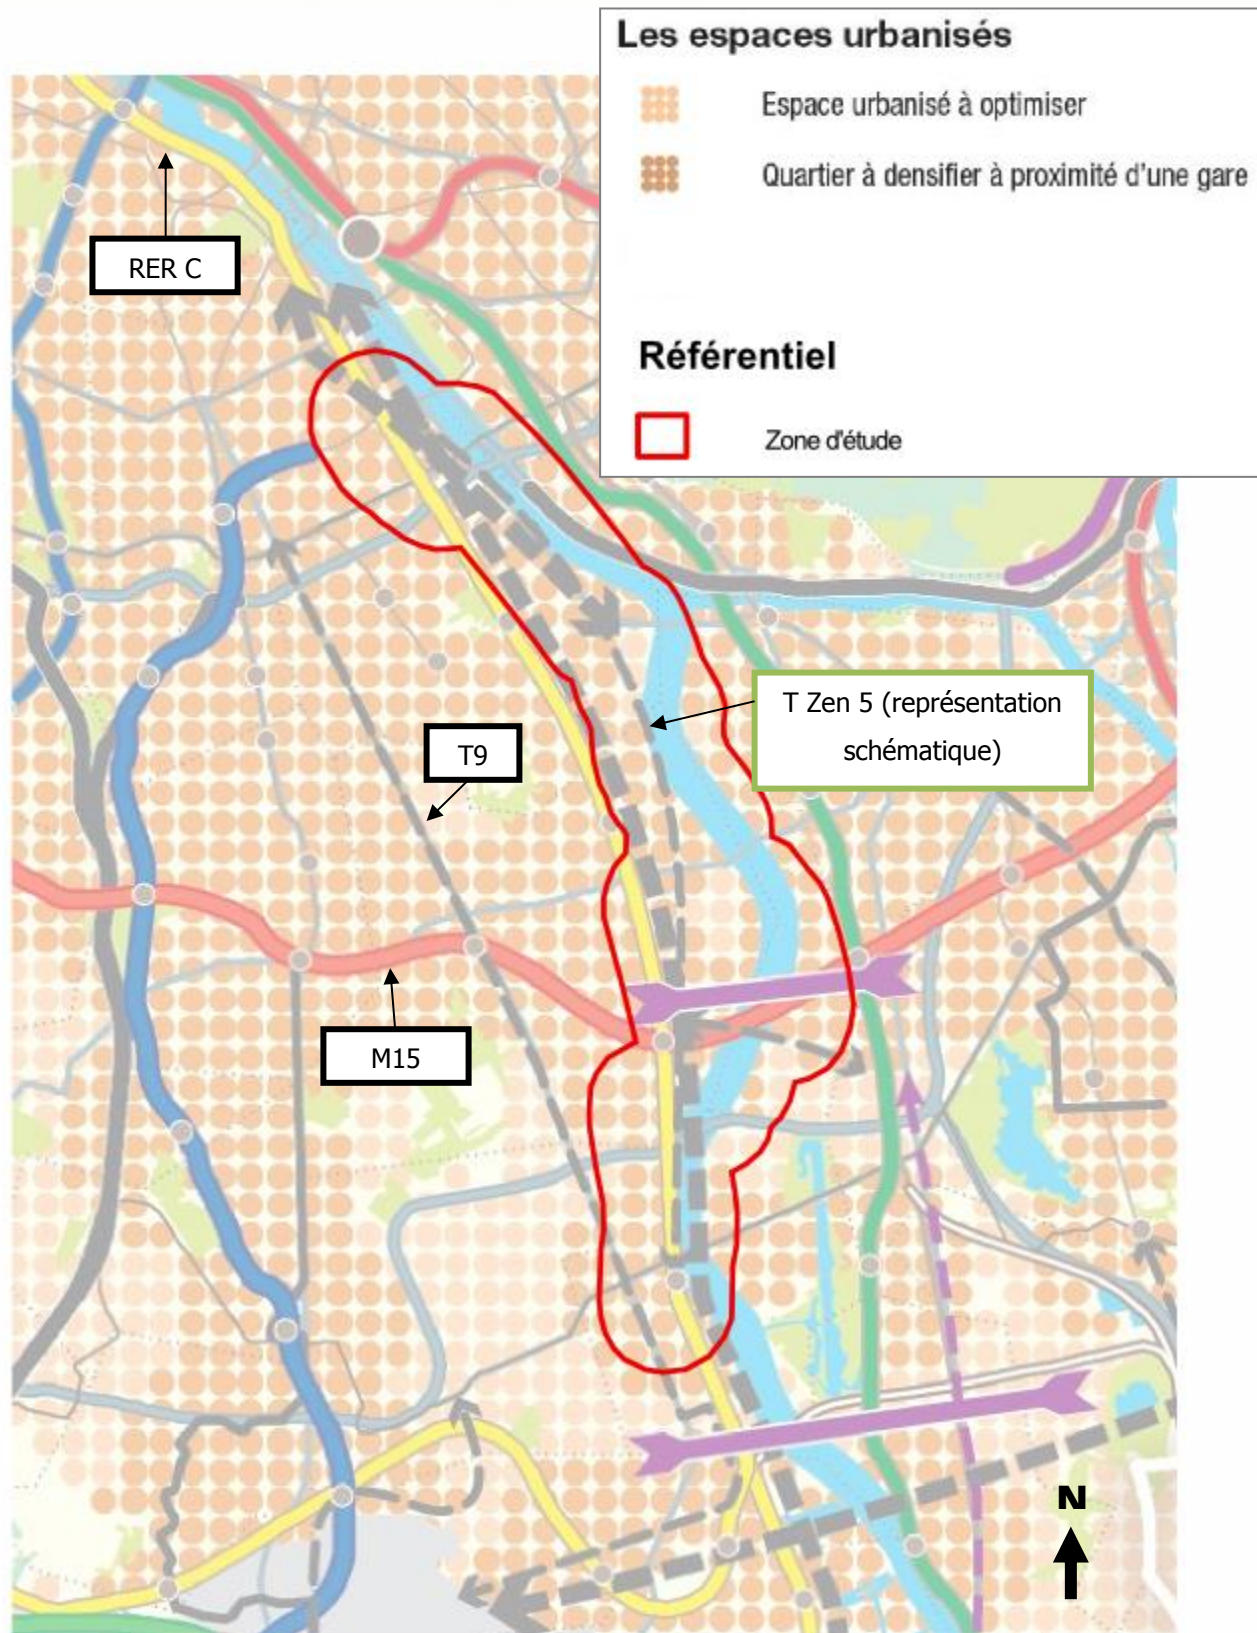 Les espaces urbanisés
Espace urbanisé à optimiser
Quartier à densifier à proximité d'une gare
Référentiel
Zone d'étude
RER C
T Zen 5 (représentation
schématique)
T9
M15
N